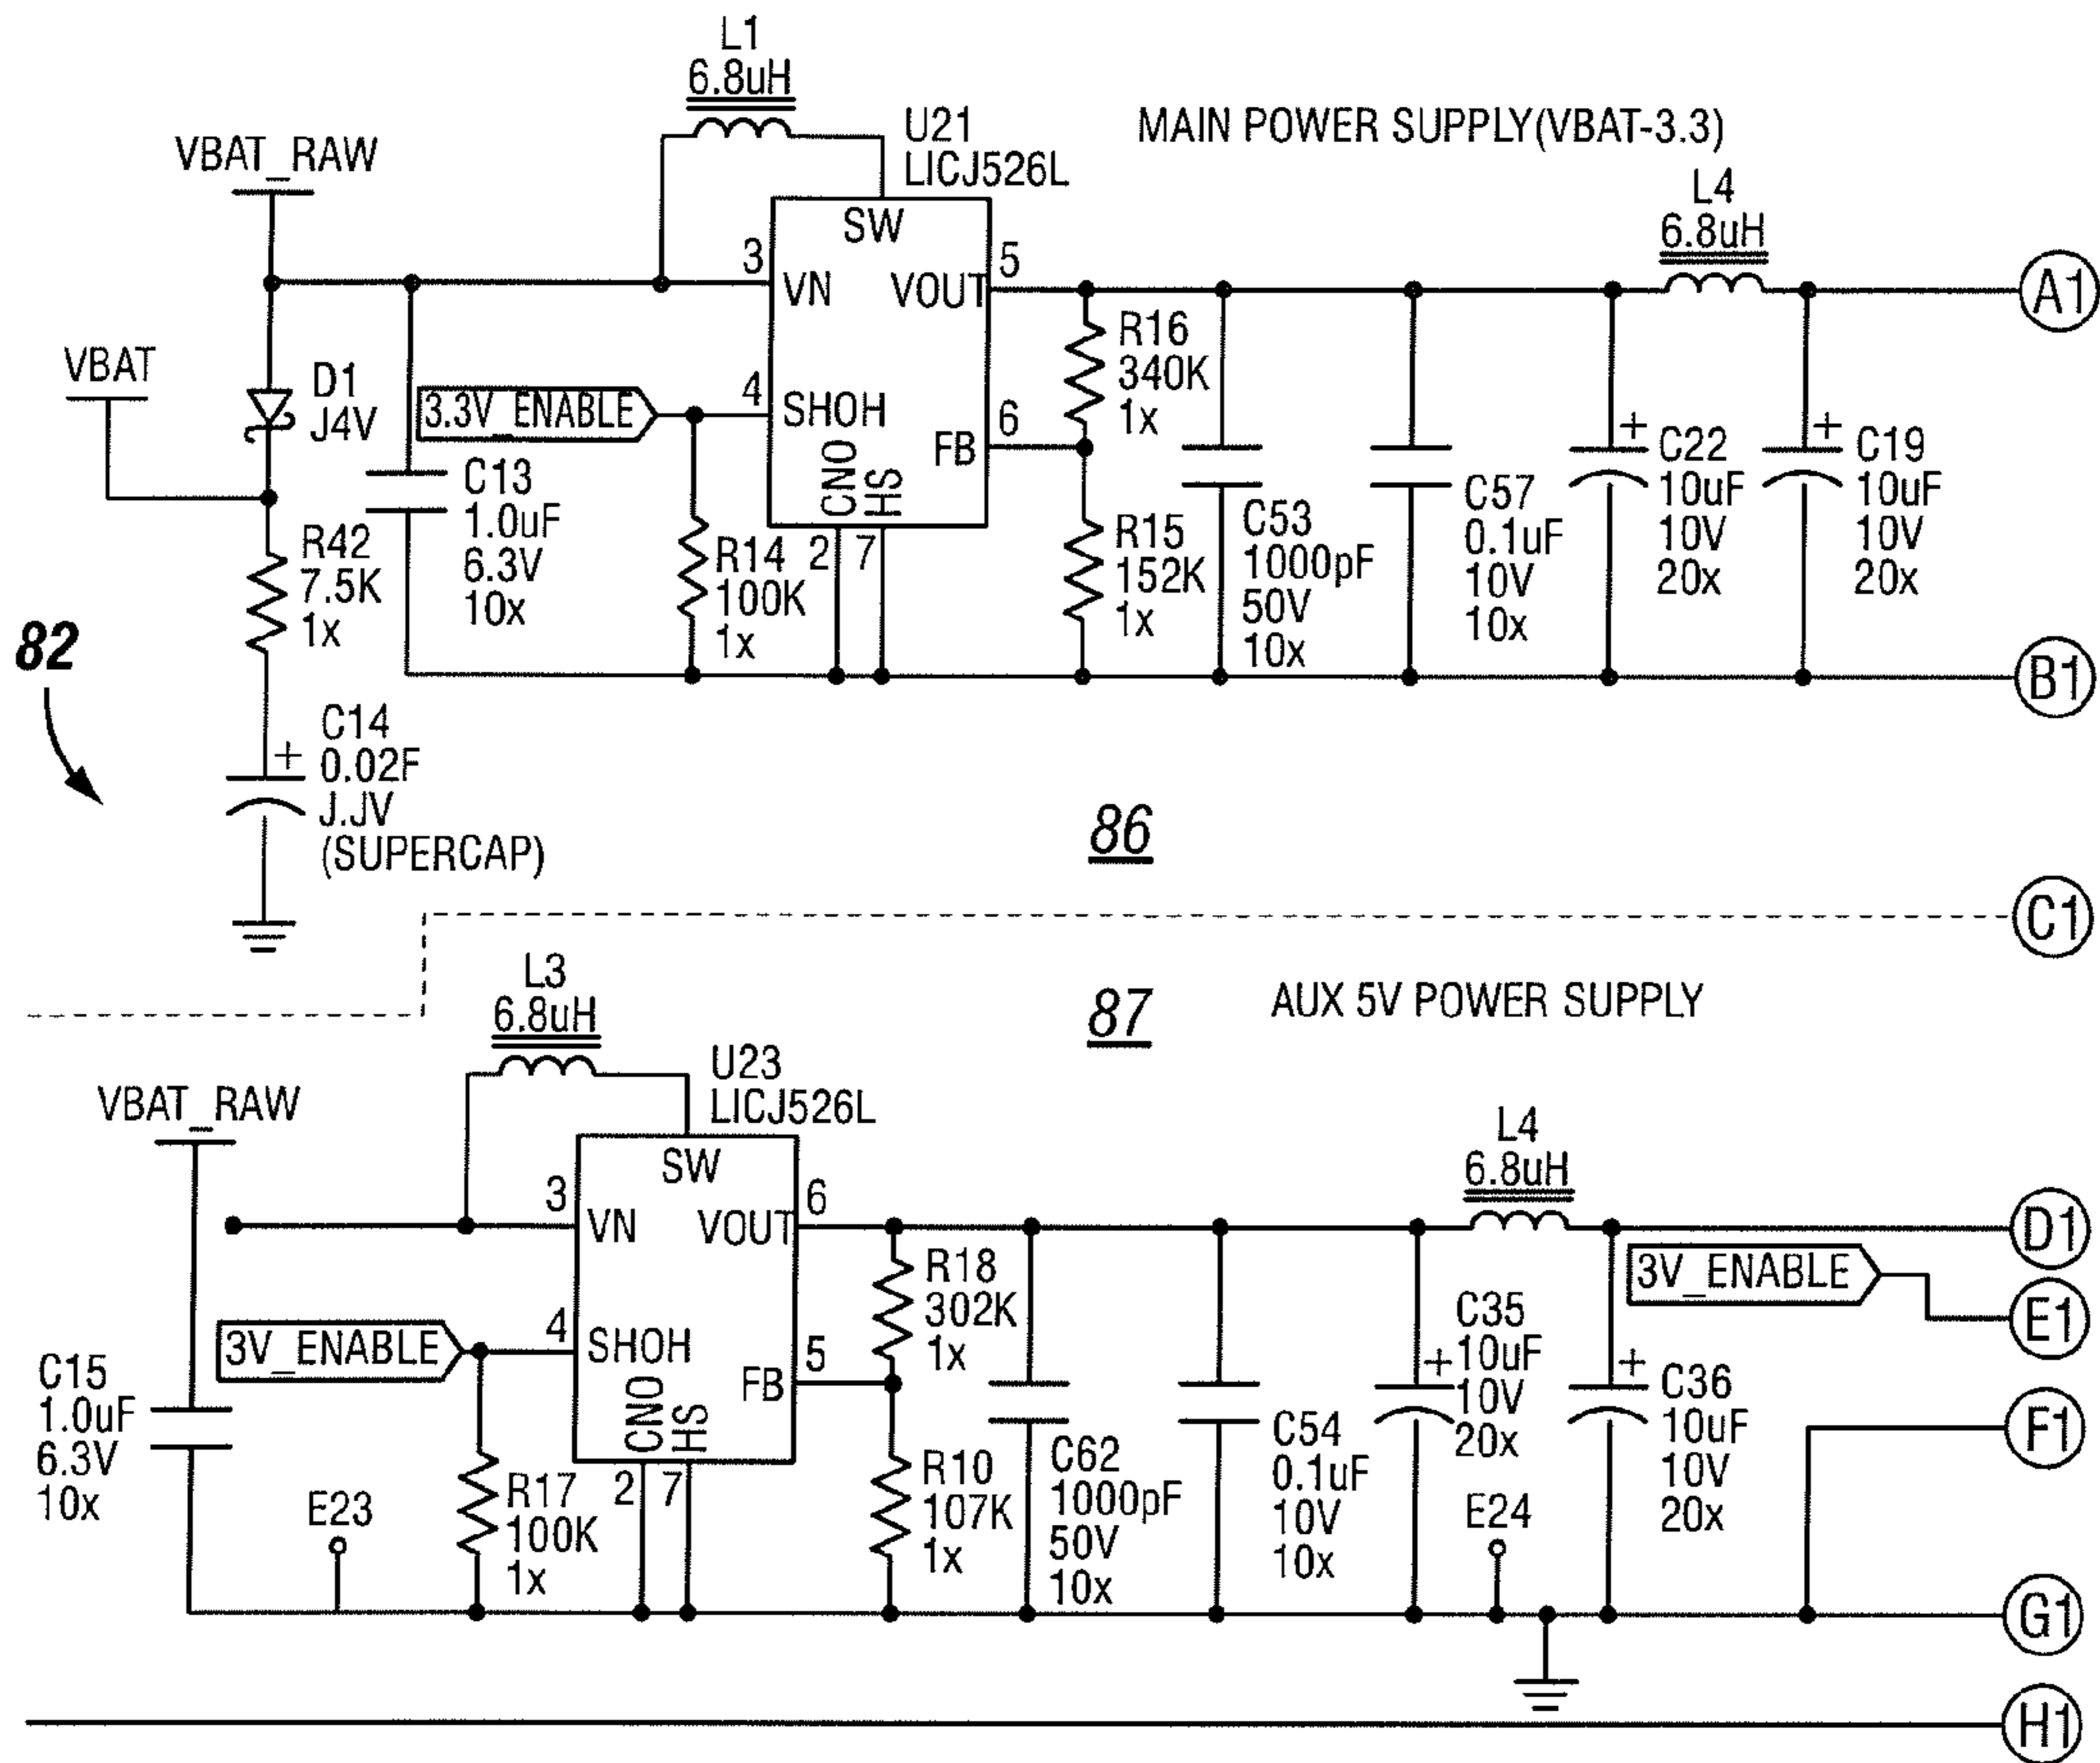 L1
6.8uH
U21
LICJ526L
MAIN POWER SUPPLY(VBAT-3.3)
VBAT_RAW
L4
6.8uH
SW
3
VN
VOUT
5
A1
VBAT
D1
J4V
3.3V_ENABLE
4
SHOH
R16
340K
1x
6
FB
CNO
HS
C13
1.0uF
6.3V
10x
C22
10uF
10V
20x
C19
10uF
10V
20x
C57
0.1uF
10V
10x
R42
7.5K
1x
R14
100K
1x
2
7
R15
152K
1x
C53
1000pF
50V
10x
82
B1
C14
+ 0.02F
J.JV
(SUPERCAP)
+
+
86
C1
L3
6.8uH
87
AUX 5V POWER SUPPLY
U23
LICJ526L
VBAT_RAW
L4
6.8uH
SW
3
VN
VOUT
6
D1
R18
302K
1x
3V_ENABLE
E1
3V_ENABLE
4
SHOH
5
FB
CNO
HS
C15
1.0uF
6.3V
10x
C35
+10uF
10V
20x
+
C36
10uF
10V
20x
F1
E23
R17
100K
1x
2
7
R10
107K
1x
C62
1000pF
50V
10x
C54
0.1uF
10V
10x
E24
G1
H1